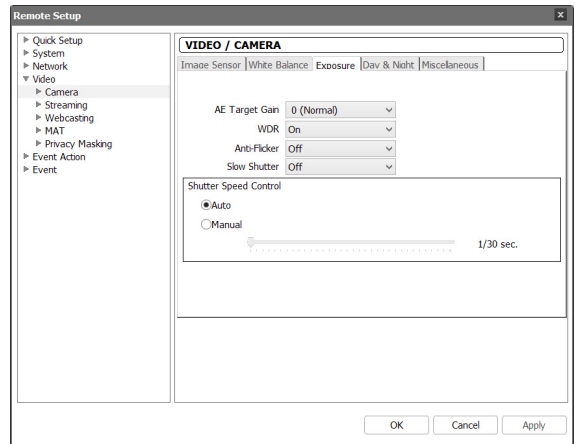 Remote Setup
Quick Setup
System
Network
Video
Camera
Streaming
Webcasting
MAT
Privacy Masking
Event Action
Event
VIDEO / CAMERA
Image Sensor White Balance Exposure Day & Night Miscelaneous
AE Target Gain 0 (Normal)
WDR On
Anti-Flicker Off
Slow Shutter Off
Shutter Speed Control
Auto
Manual
1/30 sec.
OK Cancel Apply